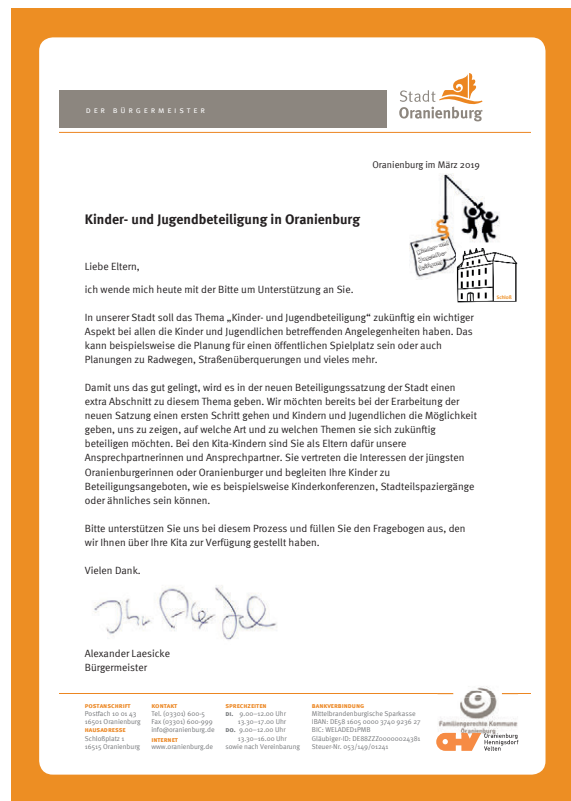 DER BÜRGERMEISTER
Stadt
Oranienburg
Oranienburg im März 2019
Kinder- und Jugendbeteiligung in Oranienburg
Schloß
Liebe Eltern,
ich wende mich heute mit der Bitte um Unterstützung an Sie.
In unserer Stadt soll das Thema „Kinder- und Jugendbeteiligung“ zukünftig ein wichtiger
Aspekt bei allen die Kinder und Jugendlichen betreffenden Angelegenheiten haben. Das
kann beispielsweise die Planung für einen öffentlichen Spielplatz sein oder auch
Planungen zu Radwegen, Straßenüberquerungen und vieles mehr.
Damit uns das gut gelingt, wird es in der neuen Beteiligungssatzung der Stadt einen
extra Abschnitt zu diesem Thema geben. Wir möchten bereits bei der Erarbeitung der
neuen Satzung einen ersten Schritt gehen und Kindern und Jugendlichen die Möglichkeit
geben, uns zu zeigen, auf welche Art und zu welchen Themen sie sich zukünftig
beteiligen möchten. Bei den Kita-Kindern sind Sie als Eltern dafür unsere
Ansprechpartnerinnen und Ansprechpartner. Sie vertreten die Interessen der jüngsten
Oranienburgerinnen oder Oranienburger und begleiten Ihre Kinder zu
Beteiligungsangeboten, wie es beispielsweise Kinderkonferenzen, Stadteilspaziergänge
oder ähnliches sein können.
Bitte unterstützen Sie uns bei diesem Prozess und füllen Sie den Fragebogen aus, den
wir Ihnen über Ihre Kita zur Verfügung gestellt haben.
Vielen Dank.
Alexander Laesicke
Bürgermeister
POSTANSCHRIFT
Postfach 10 01 43
16501 Oranienburg
HAUSADRESSE
Schloßplatz 1
16515 Oranienburg
KONTAKT
Tel. (03301) 600-5
Fax (03301) 600-999
info@oranienburg.de
INTERNET
www.oranienburg.de
SPRECHZEITEN
DI. 9.00–12.00 Uhr
13.30–17.00 Uhr
DO. 9.00–12.00 Uhr
13.30–16.00 Uhr
sowie nach Vereinbarung
BANKVERBINDUNG
Mittelbrandenburgische Sparkasse
IBAN: DE58 1605 0000 3740 9236 27
BIC: WELADED1PMB
Gläubiger-ID: DE88ZZZ00000024381
Steuer-Nr. 053/149/01241
Familiengerechte Kommune
Oranienburg
OHV
Oranienburg
Hennigsdorf
Velten